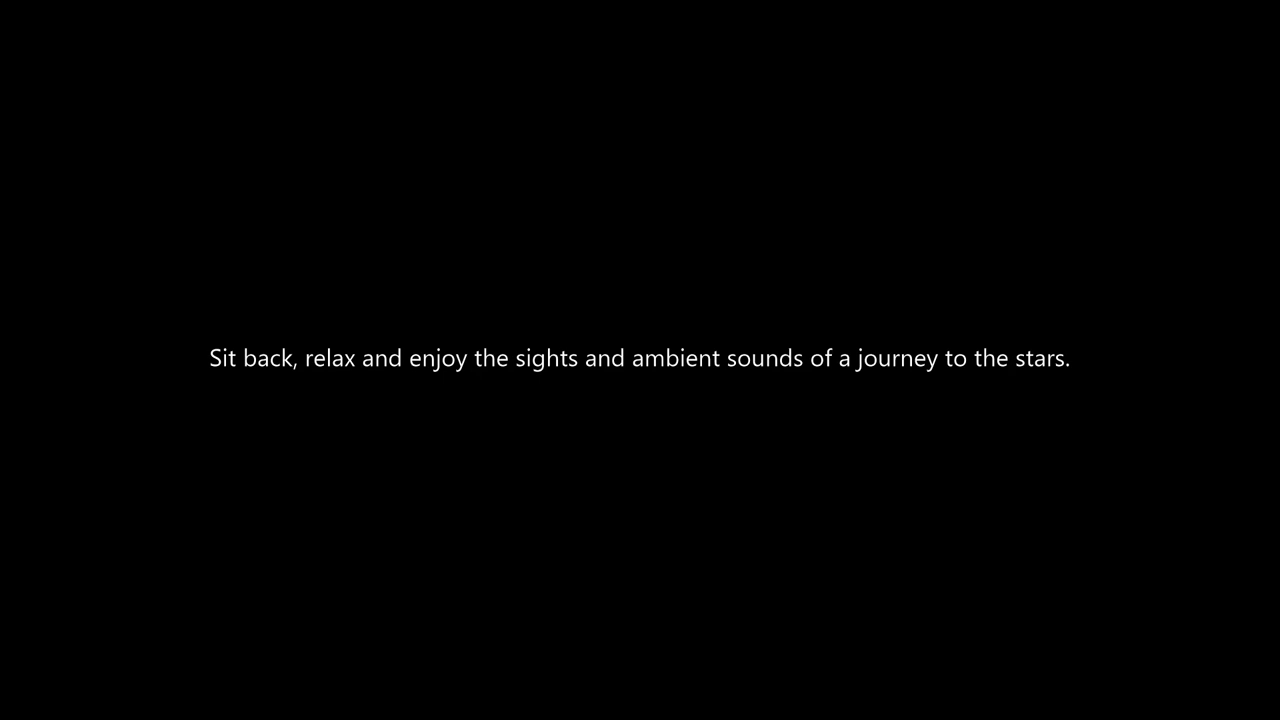 Sit back, relax and enjoy the sights and ambient sounds of a journey to the stars.